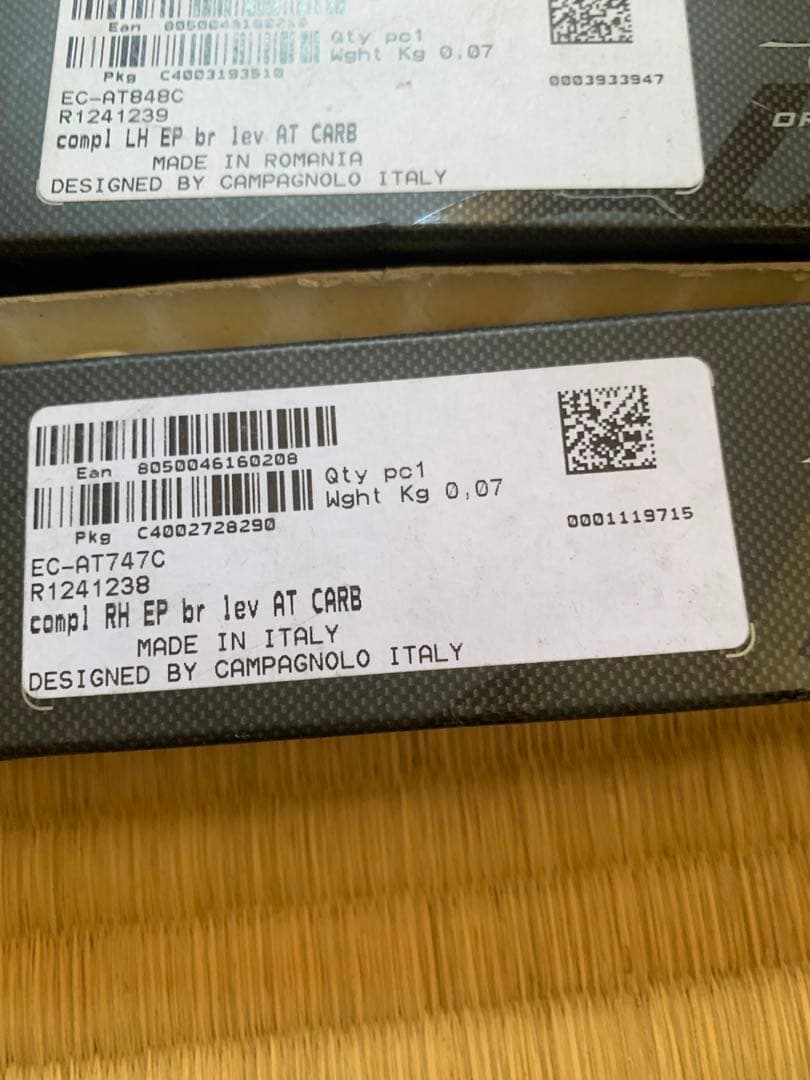 Ean
Qty pc1
Wght Kg 0,07
Pkg C4003193510
0003933947
EC-AT848C
R1241239
compl LH EP br lev AT CARB
MADE IN ROMANIA
DESIGNED BY CAMPAGNOLO ITALY
Ean 8050046160208
Qty pc1
Wght Kg 0,07
Pkg C4002728290
0001119715
EC-AT747C
R1241238
compl RH EP br lev AT CARB
MADE IN ITALY
DESIGNED BY CAMPAGNOLO ITALY